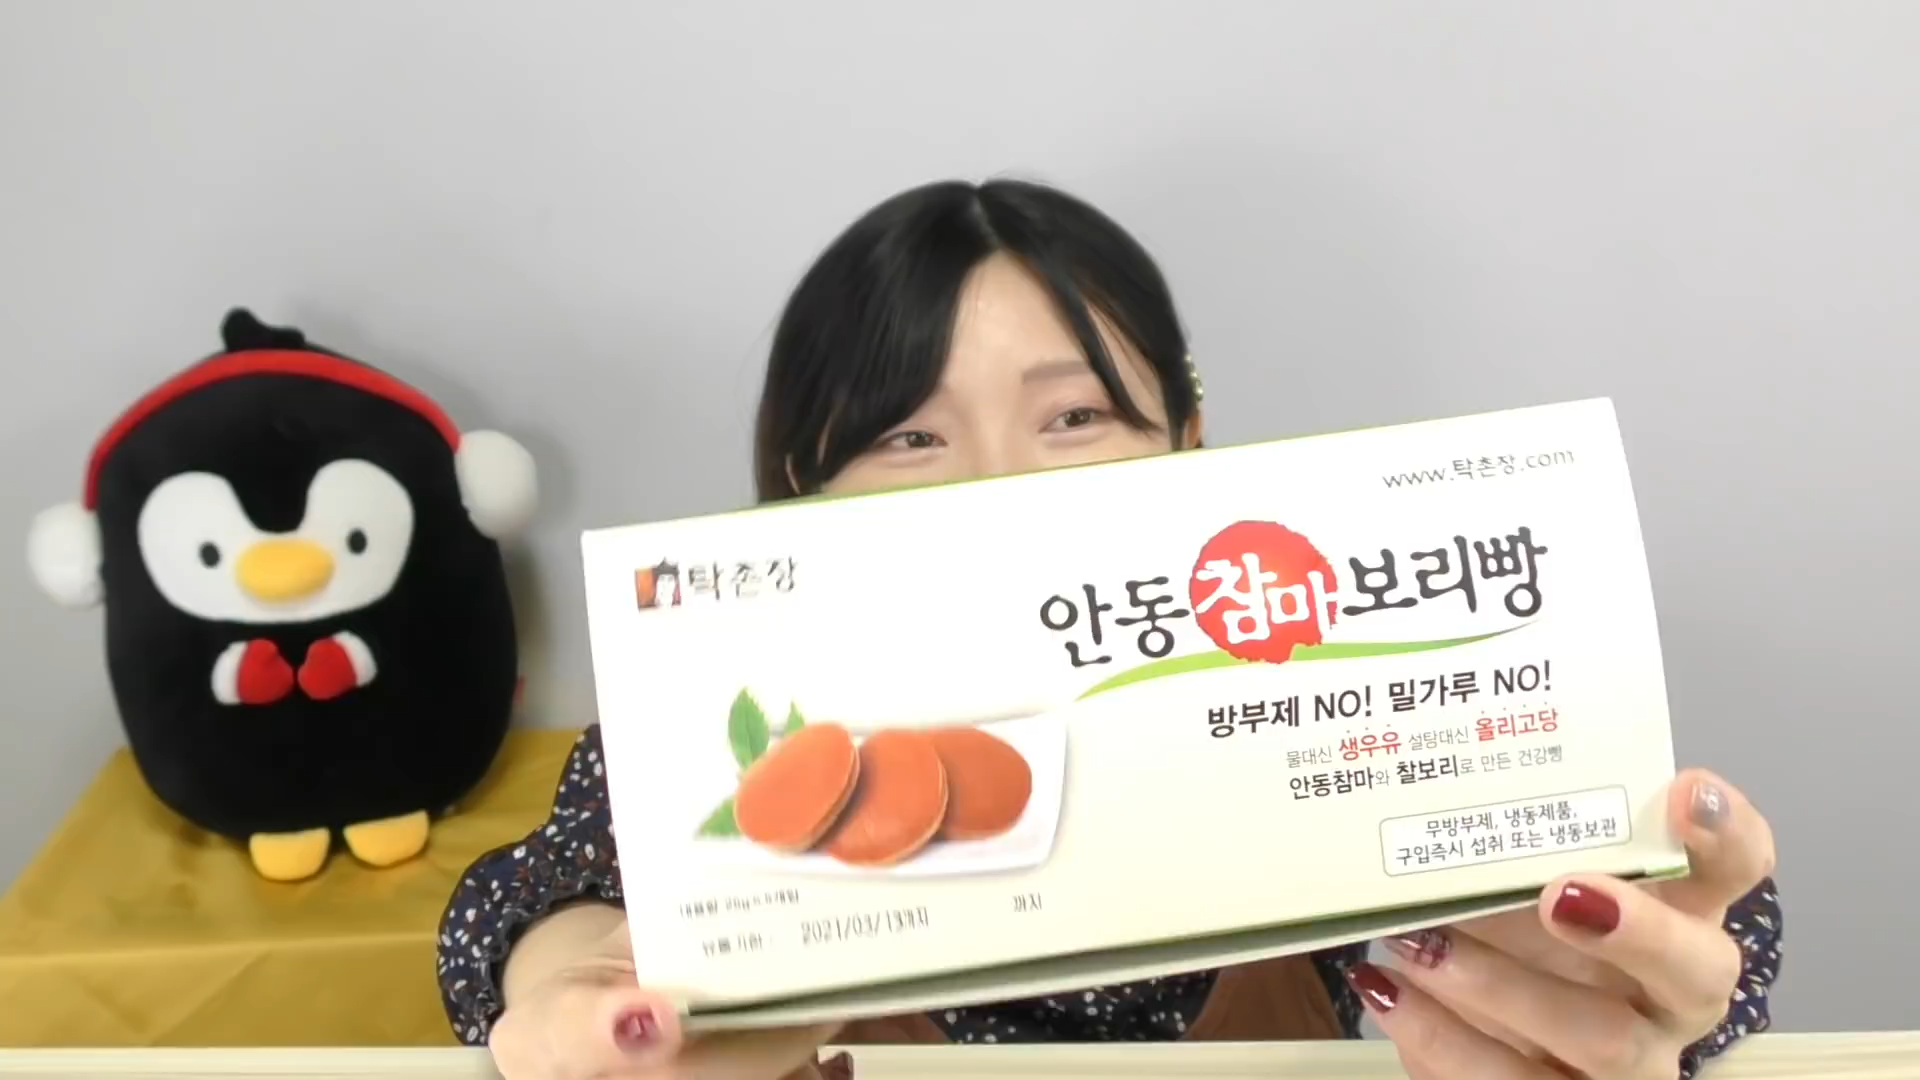 www.탁촌장.com
탁촌장
안동참마보리빵
방부제 NO! 밀가루 NO!
물대신 생우유 설탕대신 올리고당
안동참마와 찰보리로 만든 건강빵
무방부제, 냉동제품,
구입즉시 섭취 또는 냉동보관
유통기한 : 2021/03/13까지 까지